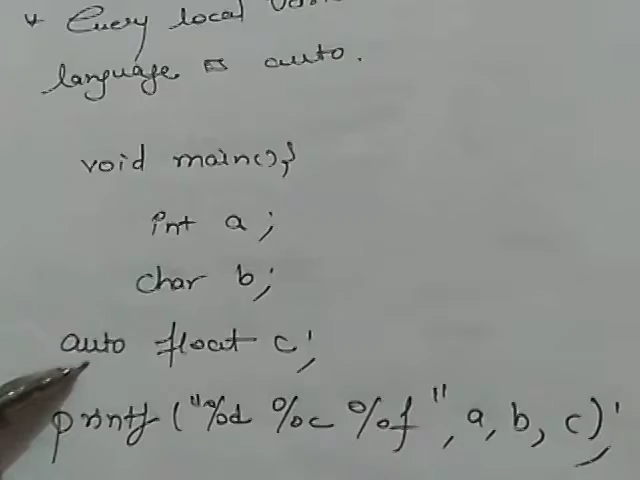 * Every local
language is auto.
void main(){
int a;
char b;
auto float c;
printf ("%d %c %f", a, b, c);